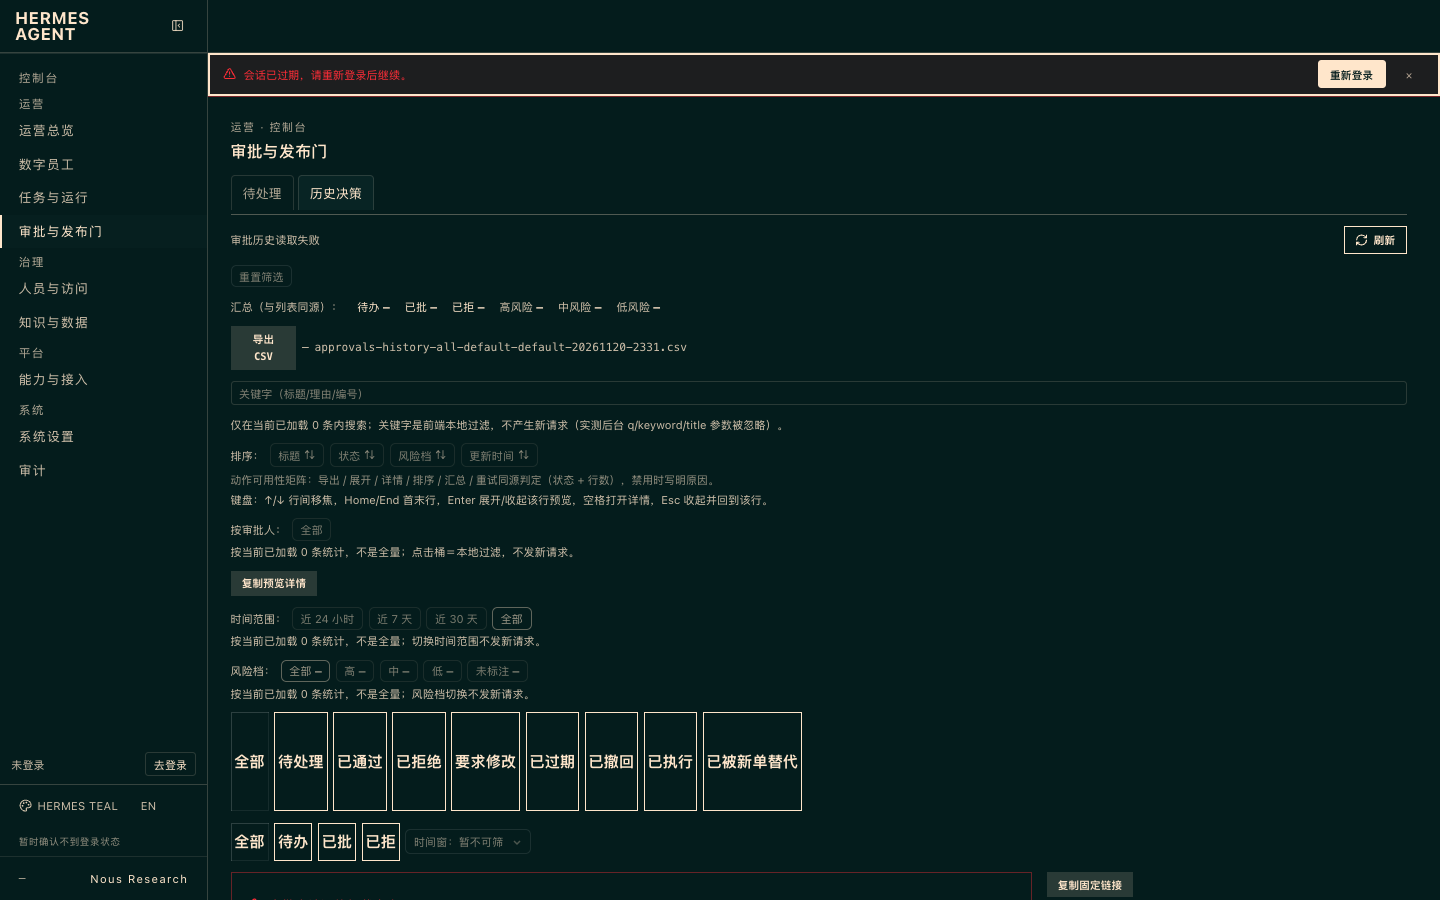 HERMES
AGENT
控制台
运营
运营总览
数字员工
任务与运行
审批与发布门
治理
人员与访问
知识与数据
平台
能力与接入
系统
系统设置
审计
未登录
去登录
HERMES TEAL
EN
暂时确认不到登录状态
—
Nous Research
会话已过期，请重新登录后继续。
重新登录
×
运营 · 控制台
审批与发布门
待处理
历史决策
审批历史读取失败
刷新
重置筛选
汇总（与列表同源）： 待办 — 已批 — 已拒 — 高风险 — 中风险 — 低风险 —
导出
CSV
— approvals-history-all-default-default-20261120-2331.csv
关键字（标题/理由/编号）
仅在当前已加载 0 条内搜索；关键字是前端本地过滤，不产生新请求（实测后台 q/keyword/title 参数被忽略）。
排序： 标题 ↑↓ 状态 ↑↓ 风险档 ↑↓ 更新时间 ↑↓
动作可用性矩阵：导出 / 展开 / 详情 / 排序 / 汇总 / 重试同源判定（状态 + 行数），禁用时写明原因。
键盘：↑/↓ 行间移焦，Home/End 首末行，Enter 展开/收起该行预览，空格打开详情，Esc 收起并回到该行。
按审批人： 全部
按当前已加载 0 条统计，不是全量；点击桶＝本地过滤，不发新请求。
复制预览详情
时间范围： 近 24 小时 近 7 天 近 30 天 全部
按当前已加载 0 条统计，不是全量；切换时间范围不发新请求。
风险档： 全部 — 高 — 中 — 低 — 未标注 —
按当前已加载 0 条统计，不是全量；风险档切换不发新请求。
全部 待处理 已通过 已拒绝 要求修改 已过期 已撤回 已执行 已被新单替代
全部 待办 已批 已拒 时间窗：暂不可筛
复制固定链接